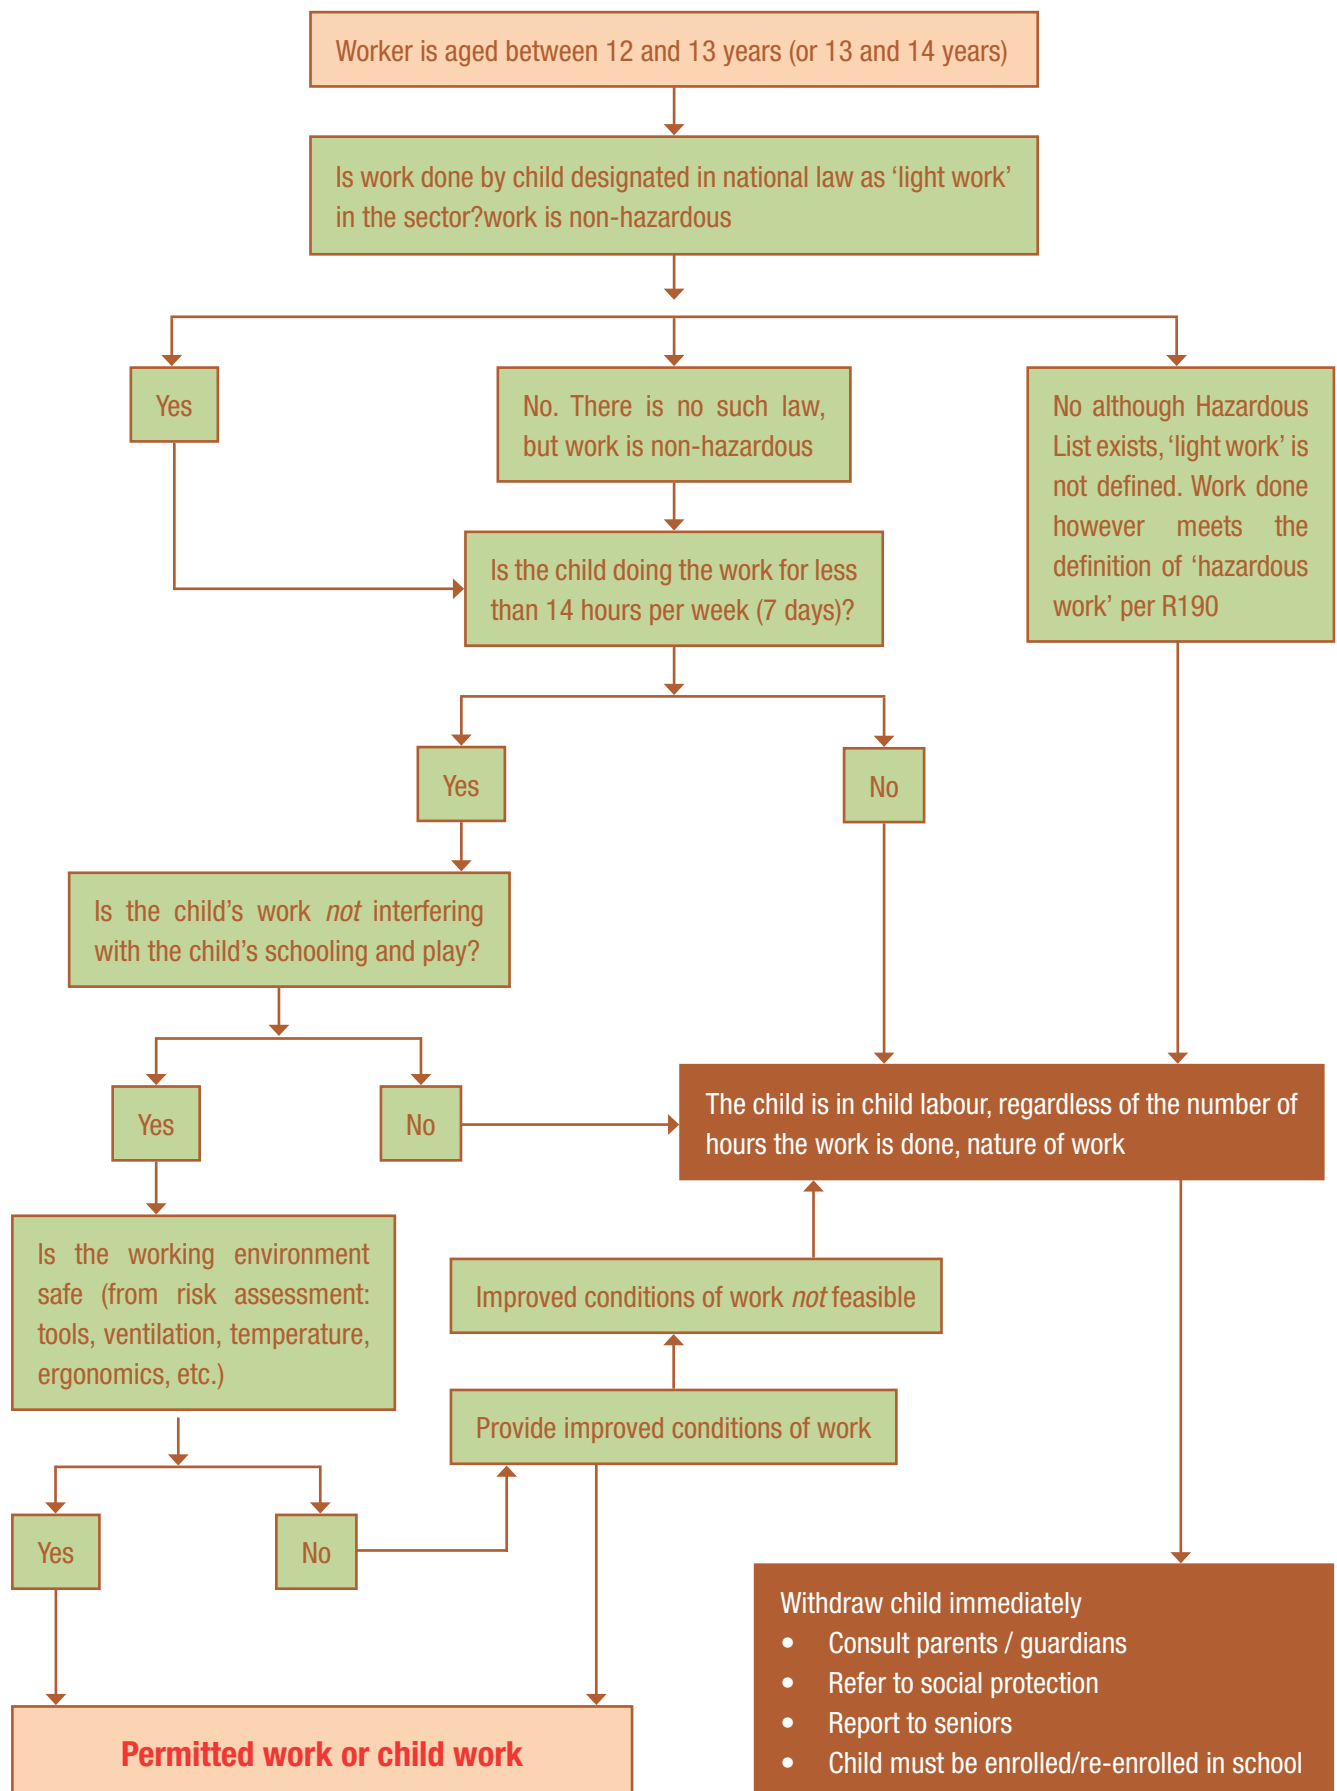 Worker is aged between 12 and 13 years (or 13 and 14 years)
Is work done by child designated in national law as ‘light work’
in the sector?work is non-hazardous
Yes
No. There is no such law,
but work is non-hazardous
No although Hazardous
List exists, ‘light work’ is
not defined. Work done
however meets the
definition of ‘hazardous
work’ per R190
Is the child doing the work for less
than 14 hours per week (7 days)?
Yes
No
Is the child’s work not interfering
with the child’s schooling and play?
Yes
No
The child is in child labour, regardless of the number of
hours the work is done, nature of work
Is the working environment
safe (from risk assessment:
tools, ventilation, temperature,
ergonomics, etc.)
Improved conditions of work not feasible
Provide improved conditions of work
Yes
No
Withdraw child immediately
• Consult parents / guardians
• Refer to social protection
• Report to seniors
• Child must be enrolled/re-enrolled in school
Permitted work or child work